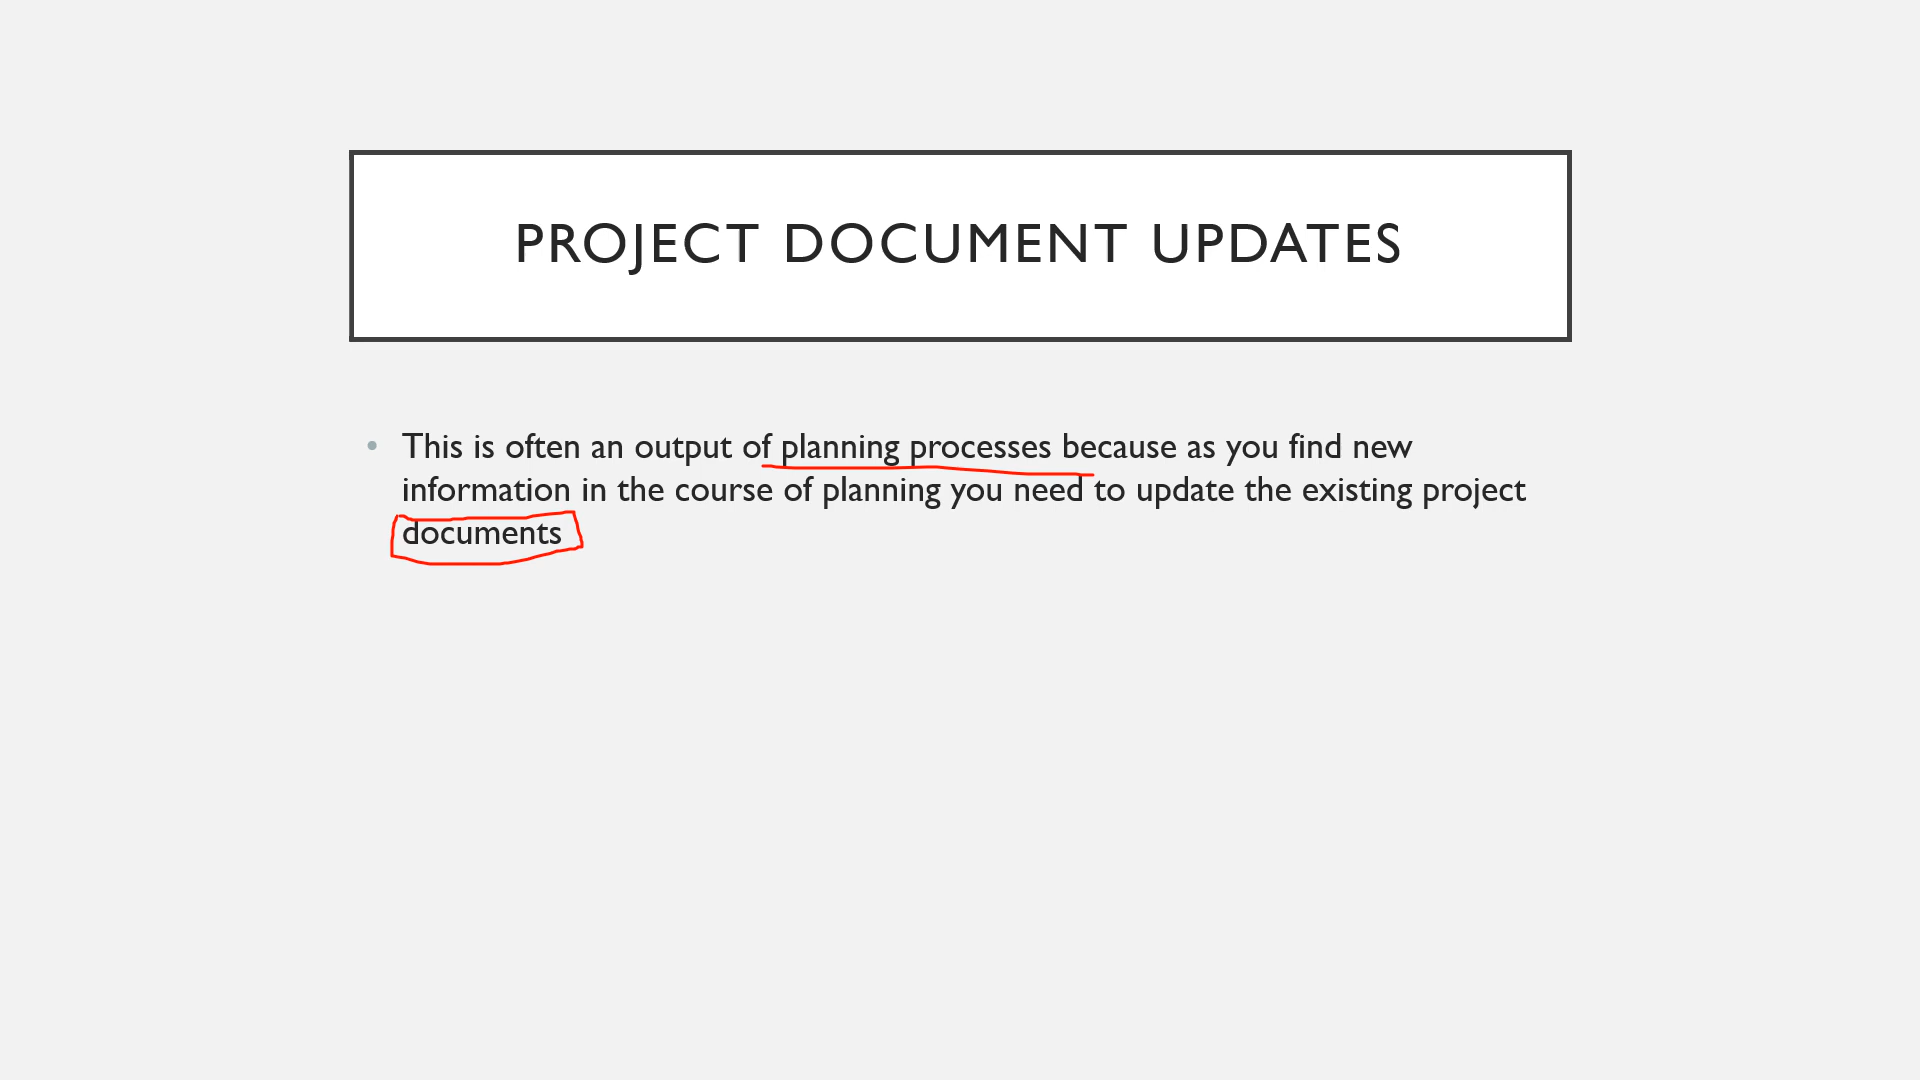 PROJECT DOCUMENT UPDATES
• This is often an output of planning processes because as you find new
information in the course of planning you need to update the existing project
documents